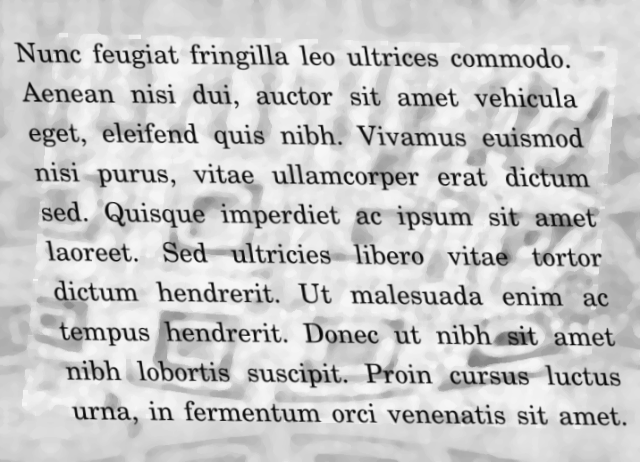 Nunc feugiat fringilla leo ultrices commodo.
Aenean nisi dui, auctor sit amet vehicula
eget, eleifend quis nibh. Vivamus euismod
nisi purus, vitae ullamcorper erat dictum
sed. Quisque imperdiet ac ipsum sit amet
laoreet. Sed ultricies libero vitae tortor
dictum hendrerit. Ut malesuada enim ac
tempus hendrerit. Donec ut nibh sit amet
nibh lobortis suscipit. Proin cursus luctus
urna, in fermentum orci venenatis sit amet.